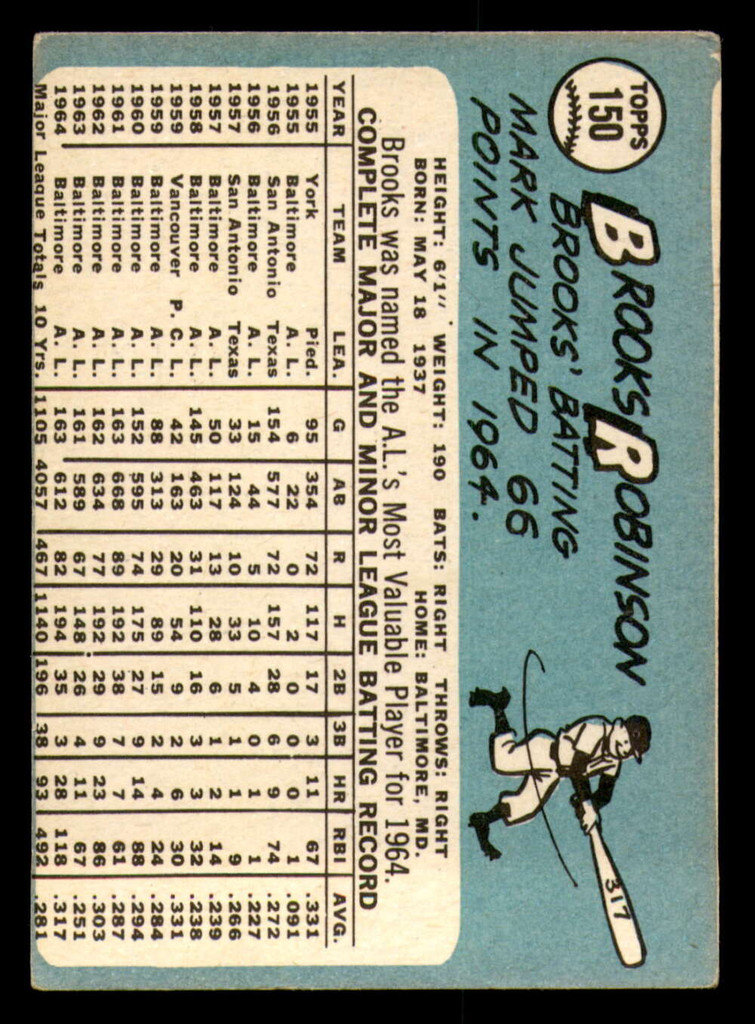 TOPPS
150
BROOKS ROBINSON
BROOKS' BATTING
MARK JUMPED 66
POINTS IN 1964.
317
HEIGHT: 6'1" WEIGHT: 190 BATS: RIGHT THROWS: RIGHT
BORN: MAY 18 1937 HOME: BALTIMORE, MD.
Brooks was named the A.L.'s Most Valuable Player for 1964.
COMPLETE MAJOR AND MINOR LEAGUE BATTING RECORD
YEAR TEAM LEA. G AB R H 2B 3B HR RBI AVG.
1955 York Pied. 95 354 72 117 17 3 11 67 .331
1955 Baltimore A. L. 6 22 0 2 0 0 0 1 .091
1956 San Antonio Texas 154 577 72 157 28 6 9 74 .272
1956 Baltimore A. L. 15 44 5 10 4 0 1 1 .227
1957 San Antonio Texas 33 124 10 33 5 1 1 9 .266
1957 Baltimore A. L. 50 117 13 28 6 1 2 14 .239
1958 Baltimore A. L. 145 463 31 110 16 3 3 32 .238
1959 Vancouver P. C. L. 42 163 20 54 9 2 6 30 .331
1959 Baltimore A. L. 88 313 29 89 15 2 4 24 .284
1960 Baltimore A. L. 152 595 74 175 27 9 14 88 .294
1961 Baltimore A. L. 163 668 89 192 38 7 7 61 .287
1962 Baltimore A. L. 162 634 77 192 29 9 23 86 .303
1963 Baltimore A. L. 161 589 67 148 26 4 11 67 .251
1964 Baltimore A. L. 163 612 82 194 35 3 28 118 .317
Major League Totals 10 Yrs. 1105 4057 467 1140 196 38 93 492 .281